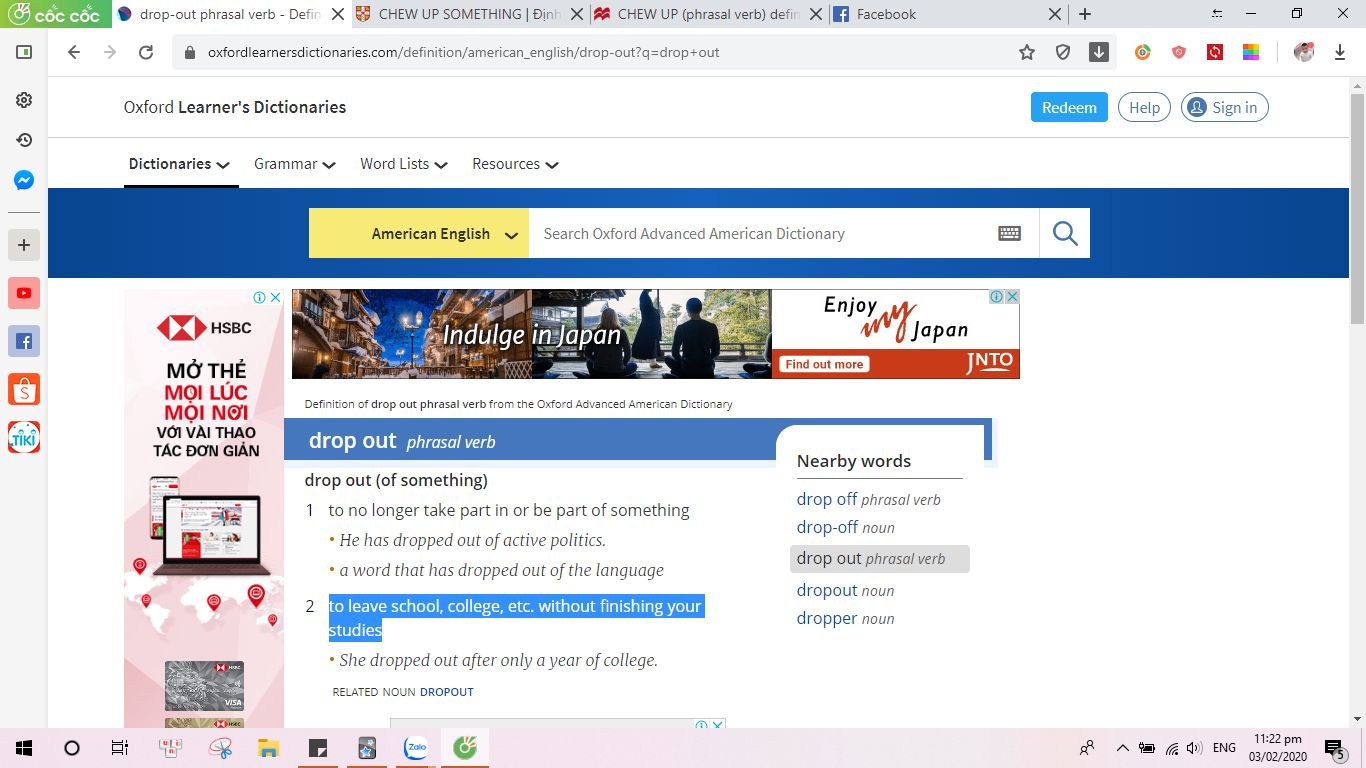 cốc cốc
drop-out phrasal verb - Defin
CHEW UP SOMETHING | Định
CHEW UP (phrasal verb) defin
Facebook
oxfordlearnersdictionaries.com/definition/american_english/drop-out?q=drop+out
Oxford Learner's Dictionaries
Redeem
Help
Sign in
Dictionaries
Grammar
Word Lists
Resources
American English
Search Oxford Advanced American Dictionary
HSBC
MỞ THẺ
MỌI LÚC
MỌI NƠI
VỚI VÀI THAO
TÁC ĐƠN GIẢN
HSBC
VISA
HSBC
Indulge in Japan
Enjoy
my
Japan
Find out more
JNTO
Definition of drop out phrasal verb from the Oxford Advanced American Dictionary
drop out phrasal verb
drop out (of something)
1 to no longer take part in or be part of something
• He has dropped out of active politics.
• a word that has dropped out of the language
2 to leave school, college, etc. without finishing your
studies
• She dropped out after only a year of college.
RELATED NOUN DROPOUT
Nearby words
drop off phrasal verb
drop-off noun
drop out phrasal verb
dropout noun
dropper noun
TIKI
Zalo
ENG
11:22 pm
03/02/2020
5